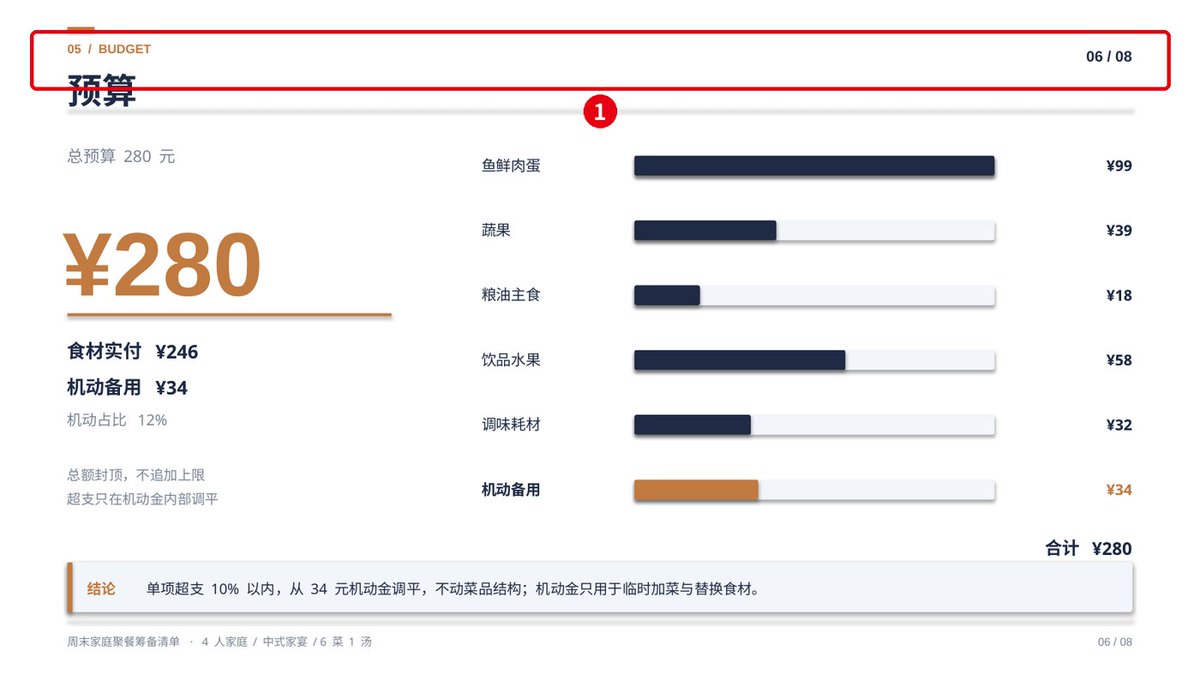 05 / BUDGET
06 / 08
预算
1
总预算 280 元
¥280
食材实付 ¥246
机动备用 ¥34
机动占比 12%
总额封顶，不追加上限
超支只在机动金内部调平
鱼鲜肉蛋 ¥99
蔬果 ¥39
粮油主食 ¥18
饮品水果 ¥58
调味耗材 ¥32
机动备用 ¥34
合计 ¥280
结论 单项超支 10% 以内，从 34 元机动金调平，不动菜品结构；机动金只用于临时加菜与替换食材。
周末家庭聚餐筹备清单 · 4 人家庭 / 中式家宴 / 6 菜 1 汤
06 / 08